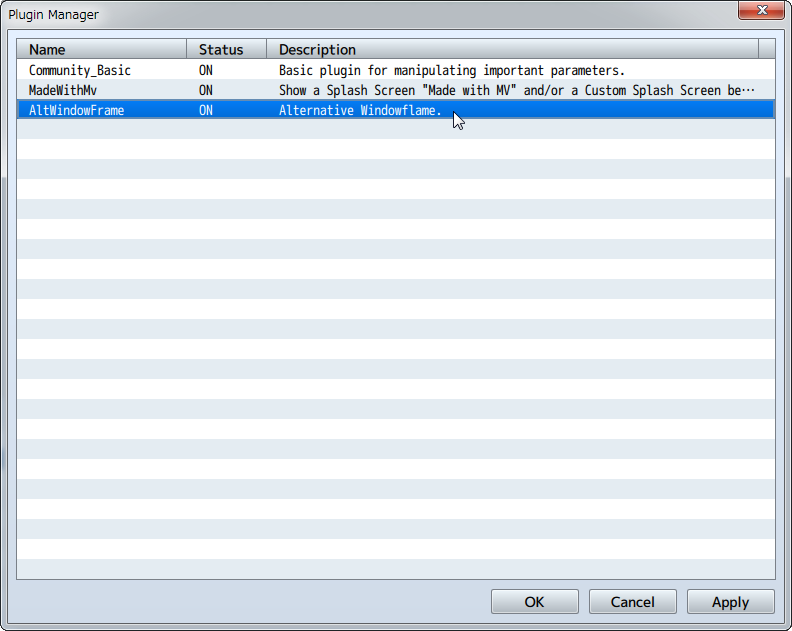 Plugin Manager
Name Status Description
Community_Basic ON Basic plugin for manipulating important parameters.
MadeWithMv ON Show a Splash Screen "Made with MV" and/or a Custom Splash Screen be…
AltWindowFrame ON Alternative Windowflame.
OK Cancel Apply